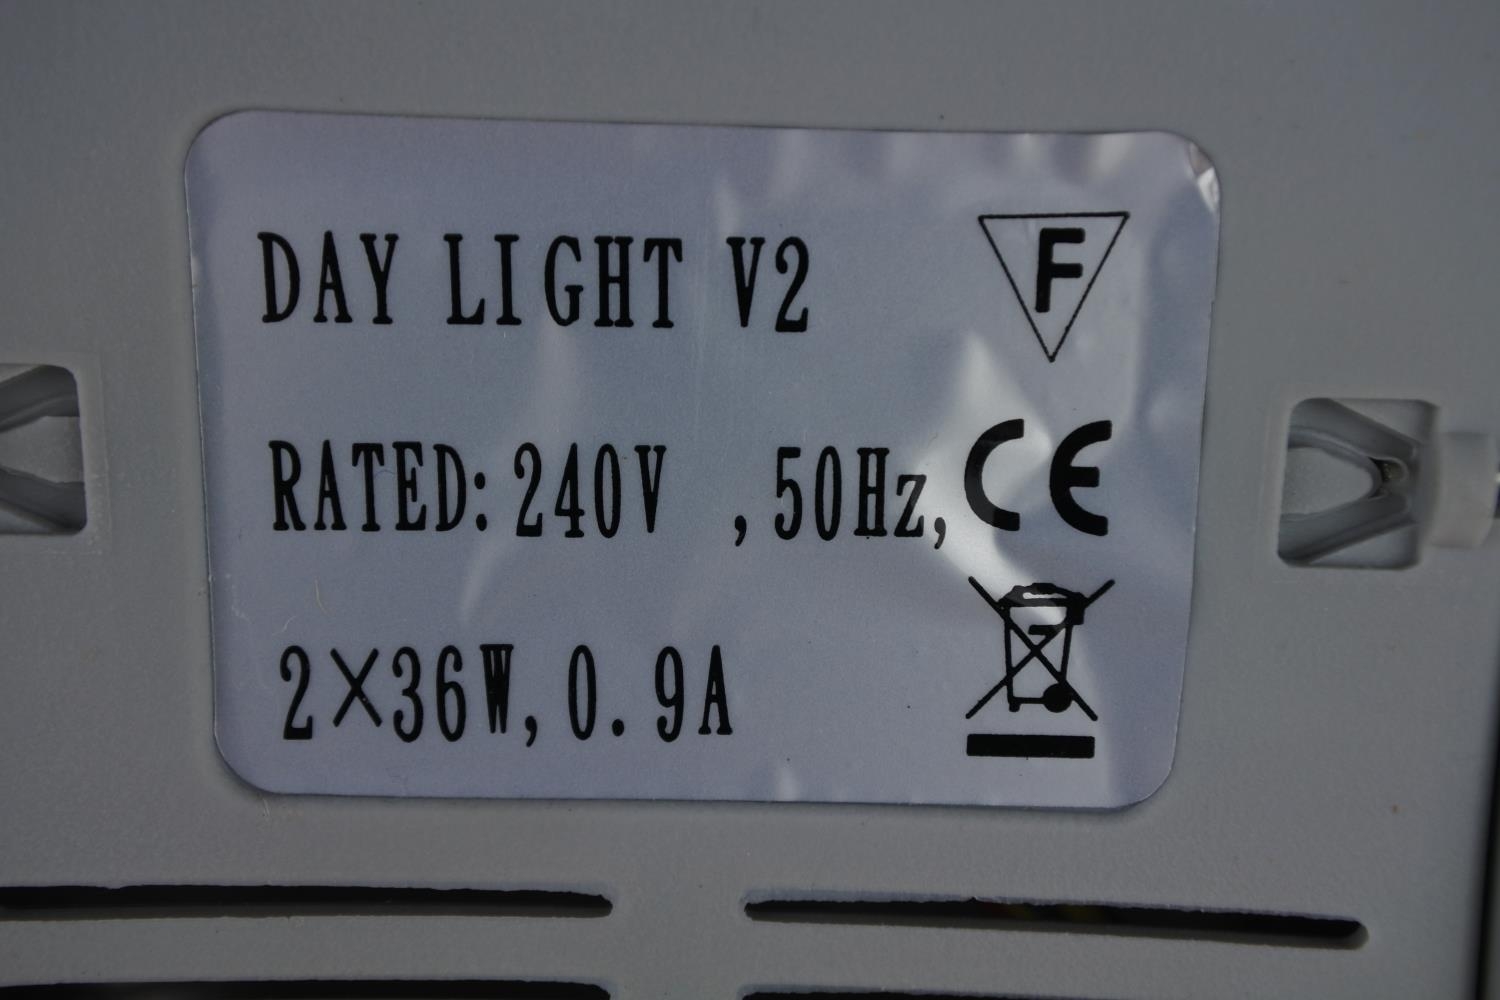 DAY LIGHT V2
F
RATED: 240V , 50Hz,
CE
2×36W, 0.9A